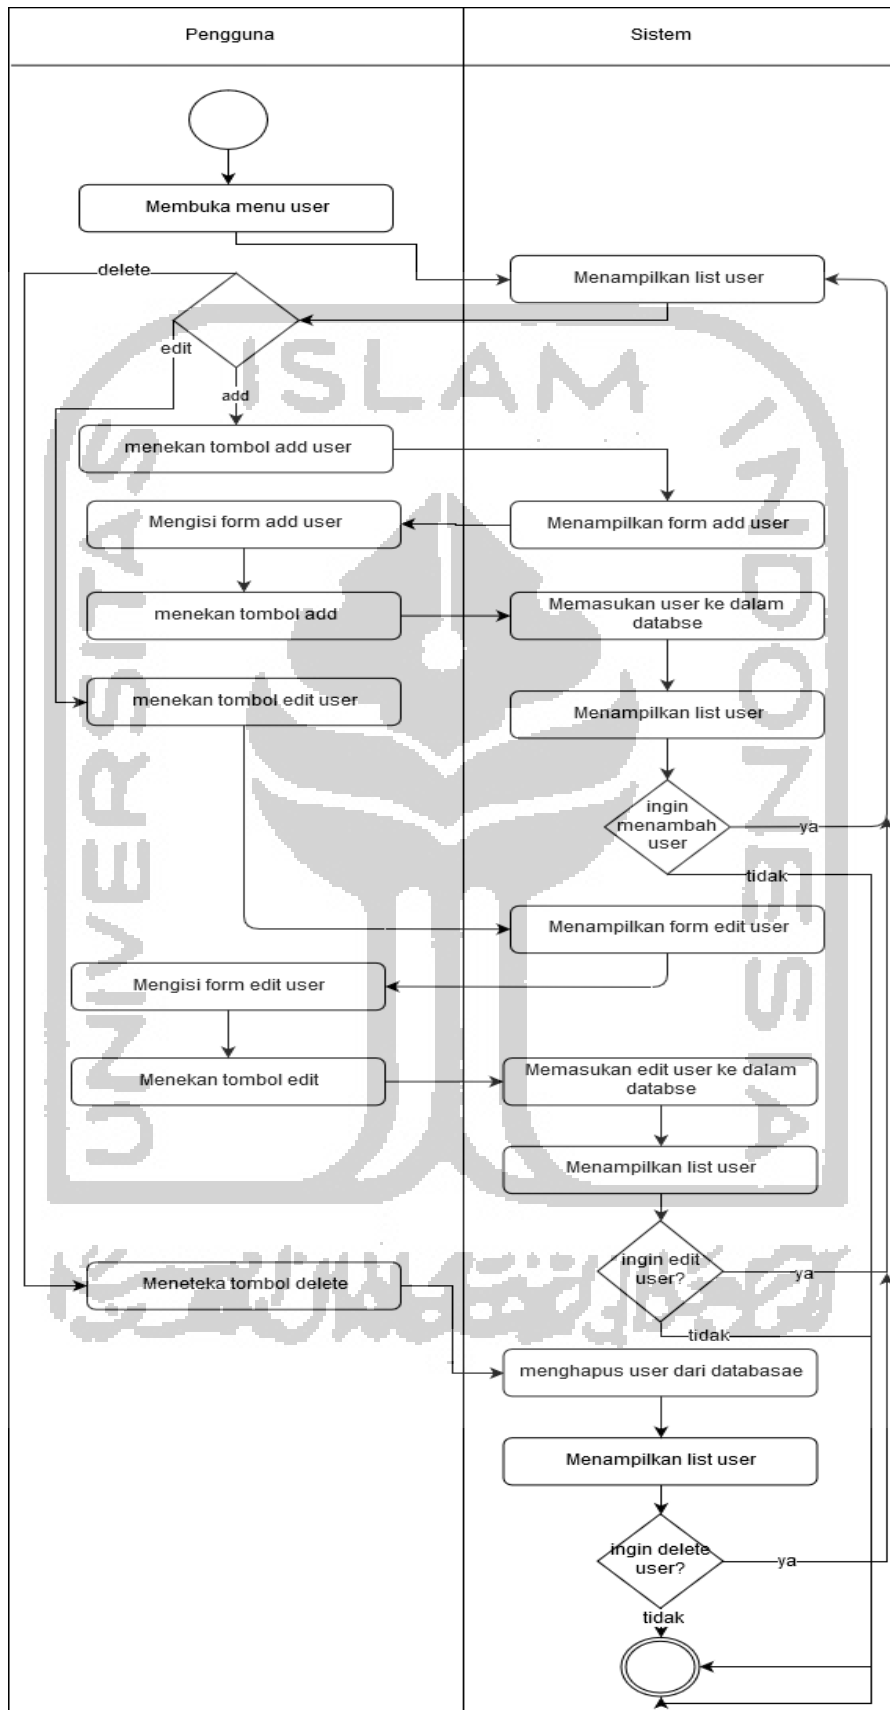 Pengguna
Sistem
Membuka menu user
Menampilkan list user
delete
edit
add
menekan tombol add user
Mengisi form add user
Menampilkan form add user
menekan tombol add
Memasukan user ke dalam
databse
menekan tombol edit user
Menampilkan list user
ingin
menambah
user
ya
tidak
Menampilkan form edit user
Mengisi form edit user
Menekan tombol edit
Memasukan edit user ke dalam
databse
Menampilkan list user
ingin edit
user?
ya
tidak
Meneteka tombol delete
menghapus user dari databasae
Menampilkan list user
ingin delete
user?
ya
tidak
UNIVERSITAS
ISLAM
INDONESIA